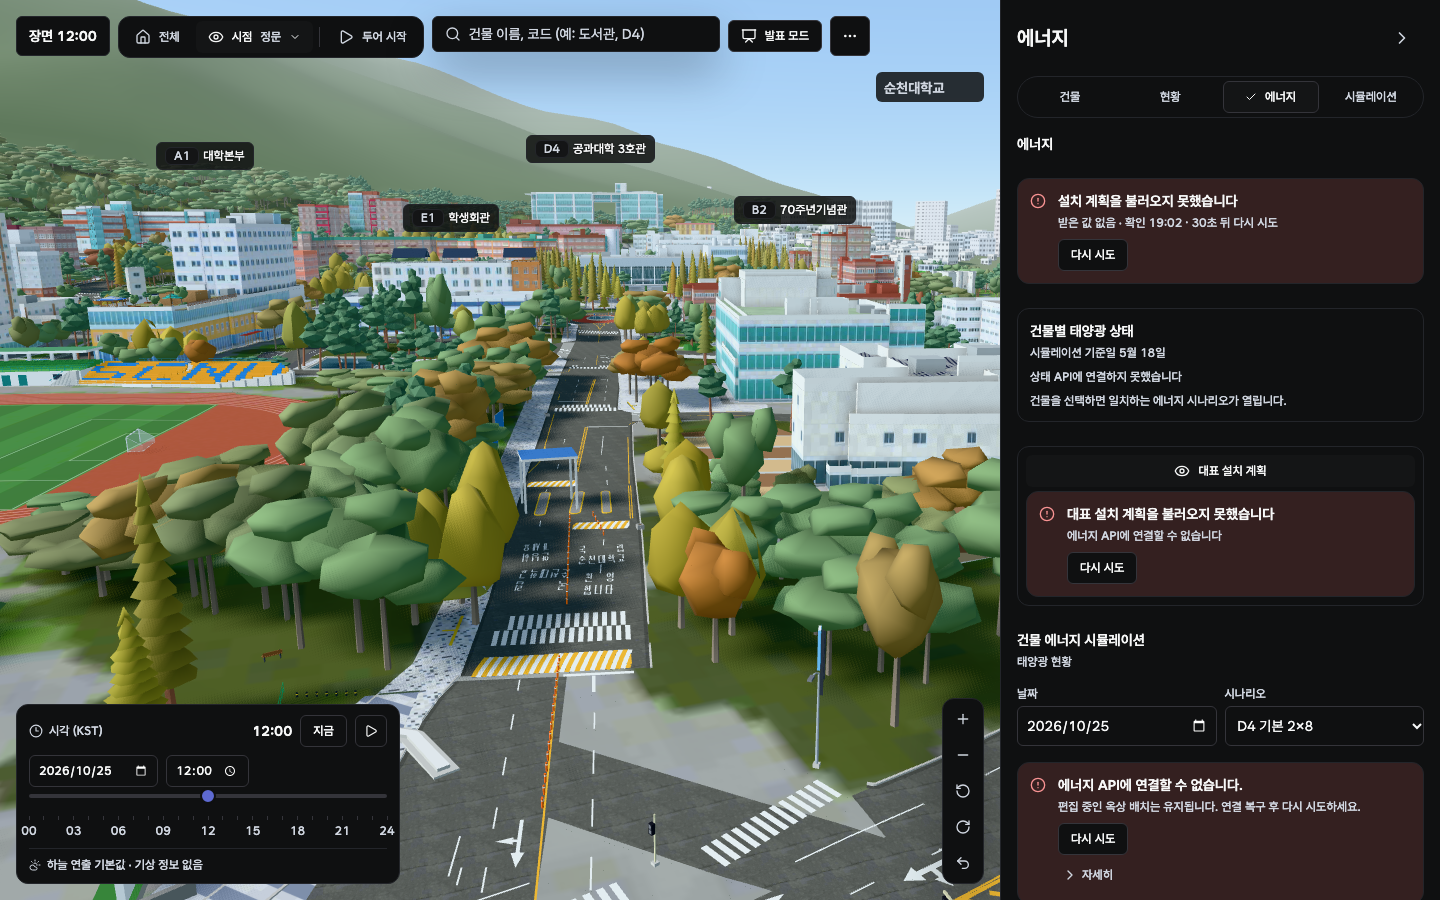 장면 12:00
전체
시점 정문
투어 시작
건물 이름, 코드 (예: 도서관, D4)
발표 모드
순천대학교
A1 대학본부
D4 공과대학 3호관
E1 학생회관
B2 70주년기념관
SCNU
시각 (KST)
12:00
지금
2026/10/25
12:00
00 03 06 09 12 15 18 21 24
하늘 연출 기본값 · 기상 정보 없음
에너지
건물
현황
에너지
시뮬레이션
에너지
설치 계획을 불러오지 못했습니다
받은 값 없음 · 확인 19:02 · 30초 뒤 다시 시도
다시 시도
건물별 태양광 상태
시뮬레이션 기준일 5월 18일
상태 API에 연결하지 못했습니다
건물을 선택하면 일치하는 에너지 시나리오가 열립니다.
대표 설치 계획
대표 설치 계획을 불러오지 못했습니다
에너지 API에 연결할 수 없습니다
다시 시도
건물 에너지 시뮬레이션
태양광 현황
날짜
시나리오
2026/10/25
D4 기본 2×8
에너지 API에 연결할 수 없습니다.
편집 중인 옥상 배치는 유지됩니다. 연결 복구 후 다시 시도하세요.
다시 시도
자세히